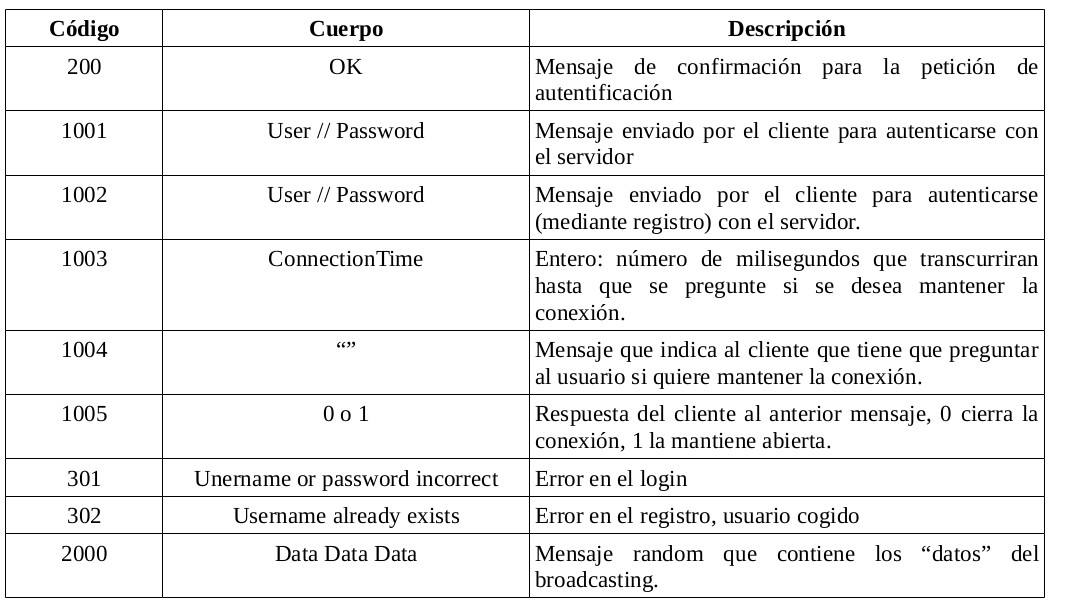 Código Cuerpo Descripción
200 OK Mensaje de confirmación para la petición de
autentificación
1001 User // Password Mensaje enviado por el cliente para autenticarse con
el servidor
1002 User // Password Mensaje enviado por el cliente para autenticarse
(mediante registro) con el servidor.
1003 ConnectionTime Entero: número de milisegundos que transcurriran
hasta que se pregunte si se desea mantener la
conexión.
1004 “” Mensaje que indica al cliente que tiene que preguntar
al usuario si quiere mantener la conexión.
1005 0 o 1 Respuesta del cliente al anterior mensaje, 0 cierra la
conexión, 1 la mantiene abierta.
301 Unername or password incorrect Error en el login
302 Username already exists Error en el registro, usuario cogido
2000 Data Data Data Mensaje random que contiene los “datos” del
broadcasting.